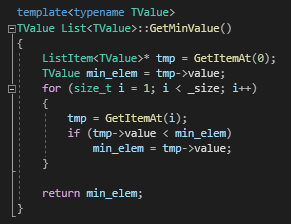 template<typename TValue>
TValue List<TValue>::GetMinValue()
{
    ListItem<TValue>* tmp = GetItemAt(0);
    TValue min_elem = tmp->value;
    for (size_t i = 1; i < _size; i++)
    {
        tmp = GetItemAt(i);
        if (tmp->value < min_elem)
            min_elem = tmp->value;
    }

    return min_elem;
}